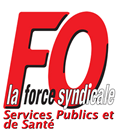 FO
la force syndicale
Services Publics et
de Santé